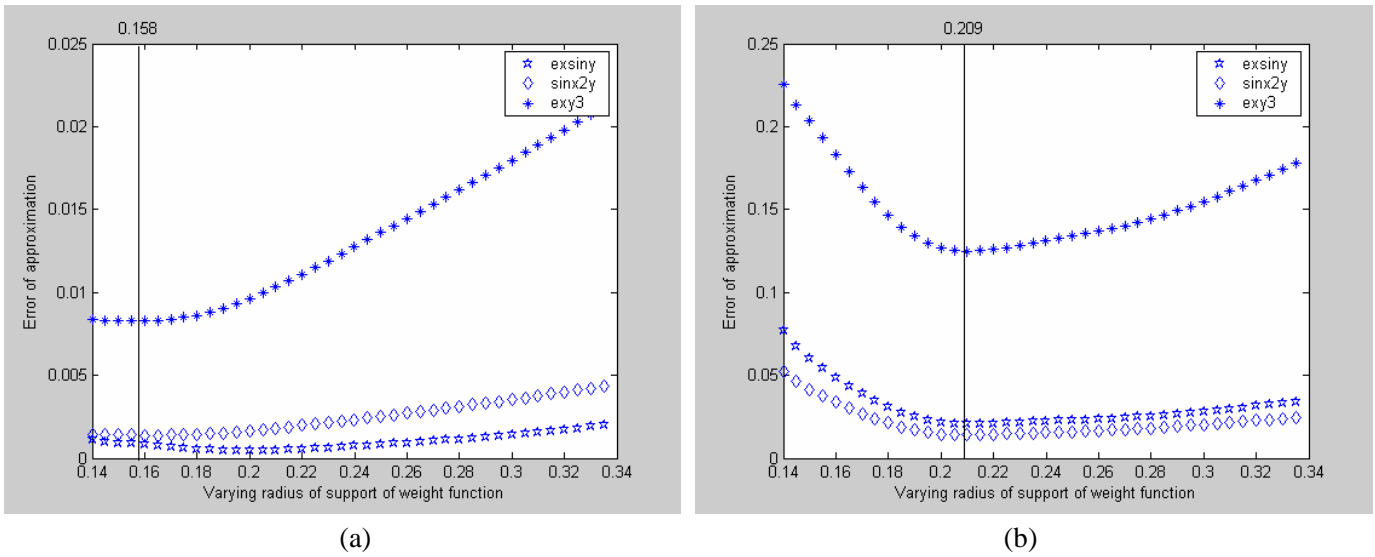 0.158
0.025
0.02
0.015
0.01
0.005
0
Error of approximation
exsiny
sinx2y
exy3
0.14 0.16 0.18 0.2 0.22 0.24 0.26 0.28 0.3 0.32 0.34
Varying radius of support of weight function
(a)
0.209
0.25
0.2
0.15
0.1
0.05
0
Error of approximation
exsiny
sinx2y
exy3
0.14 0.16 0.18 0.2 0.22 0.24 0.26 0.28 0.3 0.32 0.34
Varying radius of support of weight function
(b)